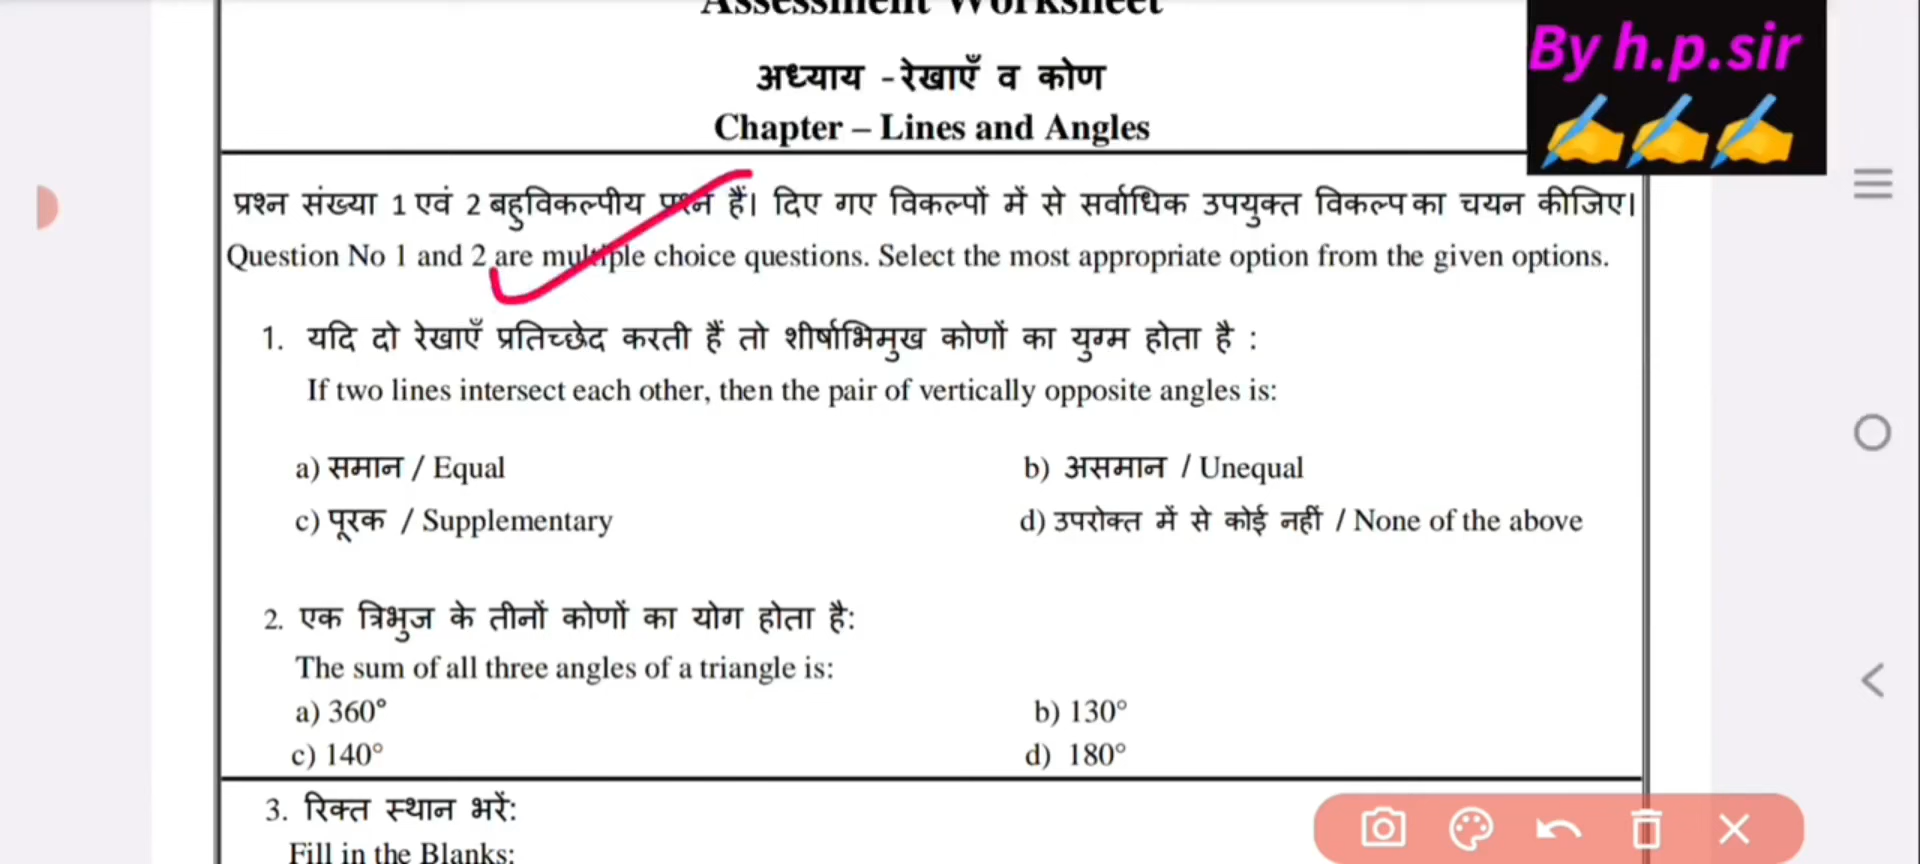 Assessment Worksheet
By h.p.sir
अध्याय - रेखाएँ व कोण
Chapter – Lines and Angles
प्रश्न संख्या 1 एवं 2 बहुविकल्पीय प्रश्न हैं। दिए गए विकल्पों में से सर्वाधिक उपयुक्त विकल्प का चयन कीजिए।
Question No 1 and 2 are multiple choice questions. Select the most appropriate option from the given options.
1. यदि दो रेखाएँ प्रतिच्छेद करती हैं तो शीर्षाभिमुख कोणों का युग्म होता है :
If two lines intersect each other, then the pair of vertically opposite angles is:
a) समान / Equal b) असमान / Unequal
c) पूरक / Supplementary d) उपरोक्त में से कोई नहीं / None of the above
2. एक त्रिभुज के तीनों कोणों का योग होता है:
The sum of all three angles of a triangle is:
a) 360° b) 130°
c) 140° d) 180°
3. रिक्त स्थान भरें:
Fill in the Blanks: